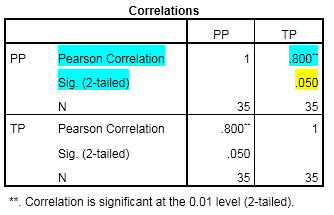 Correlations
PP TP
PP Pearson Correlation 1 .800**
Sig. (2-tailed) .050
N 35 35
TP Pearson Correlation .800** 1
Sig. (2-tailed) .050
N 35 35
**. Correlation is significant at the 0.01 level (2-tailed).